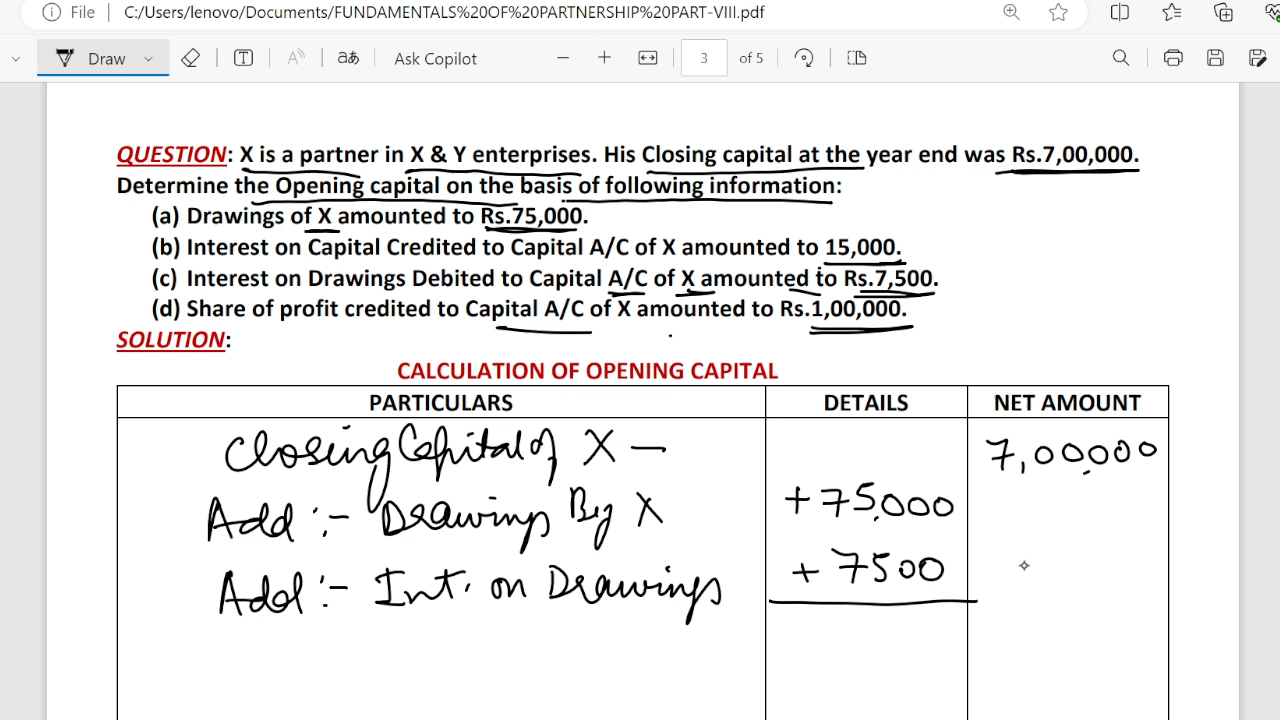 File C:/Users/lenovo/Documents/FUNDAMENTALS%20OF%20PARTNERSHIP%20PART-VIII.pdf
Draw T A aあ Ask Copilot 3 of 5
QUESTION: X is a partner in X & Y enterprises. His Closing capital at the year end was Rs.7,00,000.
Determine the Opening capital on the basis of following information:
(a) Drawings of X amounted to Rs.75,000.
(b) Interest on Capital Credited to Capital A/C of X amounted to 15,000.
(c) Interest on Drawings Debited to Capital A/C of X amounted to Rs.7,500.
(d) Share of profit credited to Capital A/C of X amounted to Rs.1,00,000.
SOLUTION:
CALCULATION OF OPENING CAPITAL
PARTICULARS DETAILS NET AMOUNT
Closing Capital of X — 7,00,000
Add :- Drawings By X + 75,000
Add :- Int. on Drawings + 7500